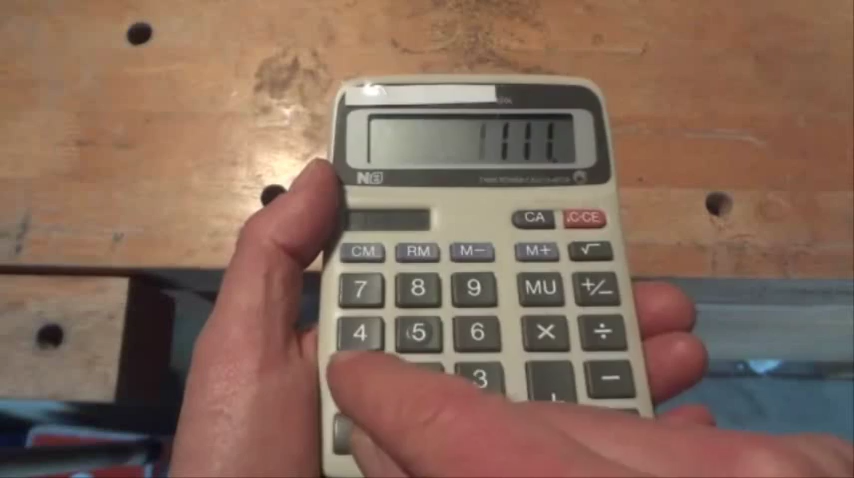 1111.
CA C·CE
CM RM M− M+ √
7 8 9 MU +/−
4 5 6 × ÷
3 + −